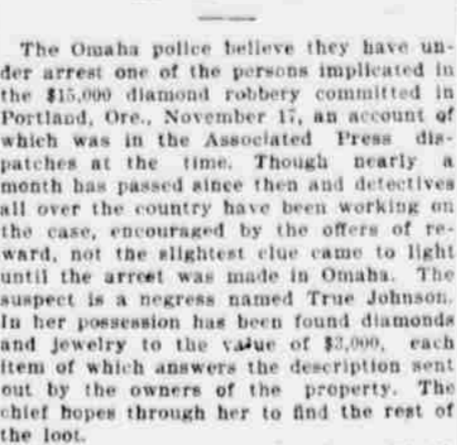 The Omaha police believe they have un-
der arrest one of the persons implicated in
the $15,000 diamond robbery committed in
Portland, Ore., November 17, an account of
which was in the Associated Press dis-
patches at the time. Though nearly a
month has passed since then and detectives
all over the country have been working on
the case, encouraged by the offers of re-
ward, not the slightest clue came to light
until the arrest was made in Omaha. The
suspect is a negress named True Johnson.
In her possession has been found diamonds
and jewelry to the value of $3,000, each
item of which answers the description sent
out by the owners of the property. The
chief hopes through her to find the rest of
the loot.